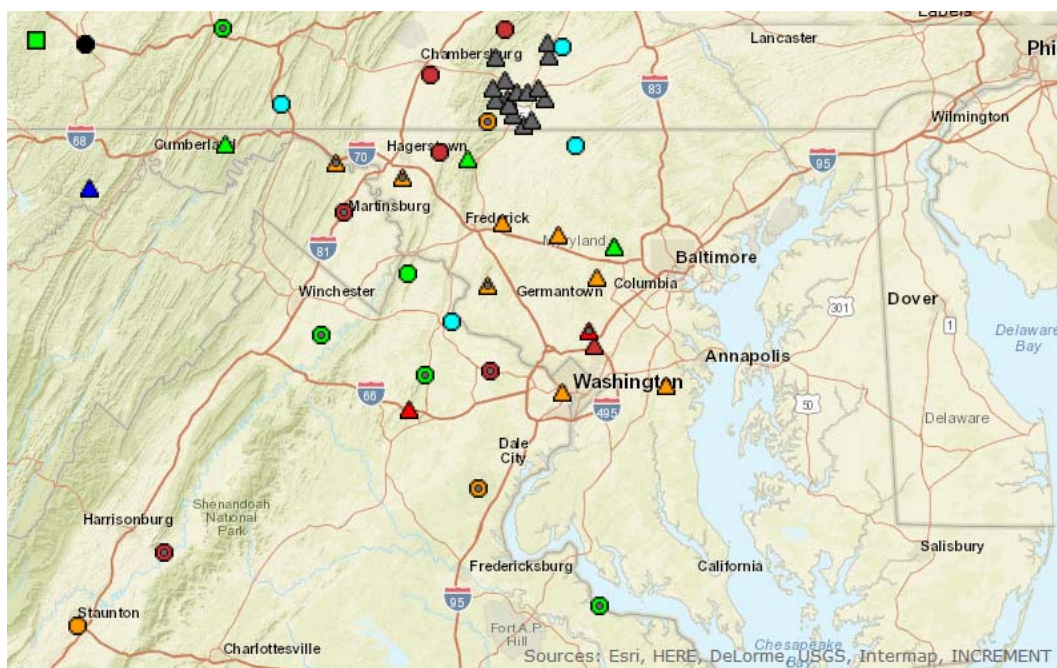 Labels
Lancaster
Phi
Chambersburg
83
Wilmington
68
Cumberland
70
Hagerstown
95
Martinsburg
Frederick
Maryland
81
Baltimore
Winchester
Germantown
Columbia
Dover
301
1
Delaware
Bay
Annapolis
Washington
66
495
50
Delaware
Dale
City
Shenandoah
National
Park
Harrisonburg
Salisbury
Fredericksburg
California
95
Staunton
Fort A.P.
Hill
Charlottesville
Chesapeake
Sources: Esri, HERE, DeLorme, USGS, Intermap, INCREMENT